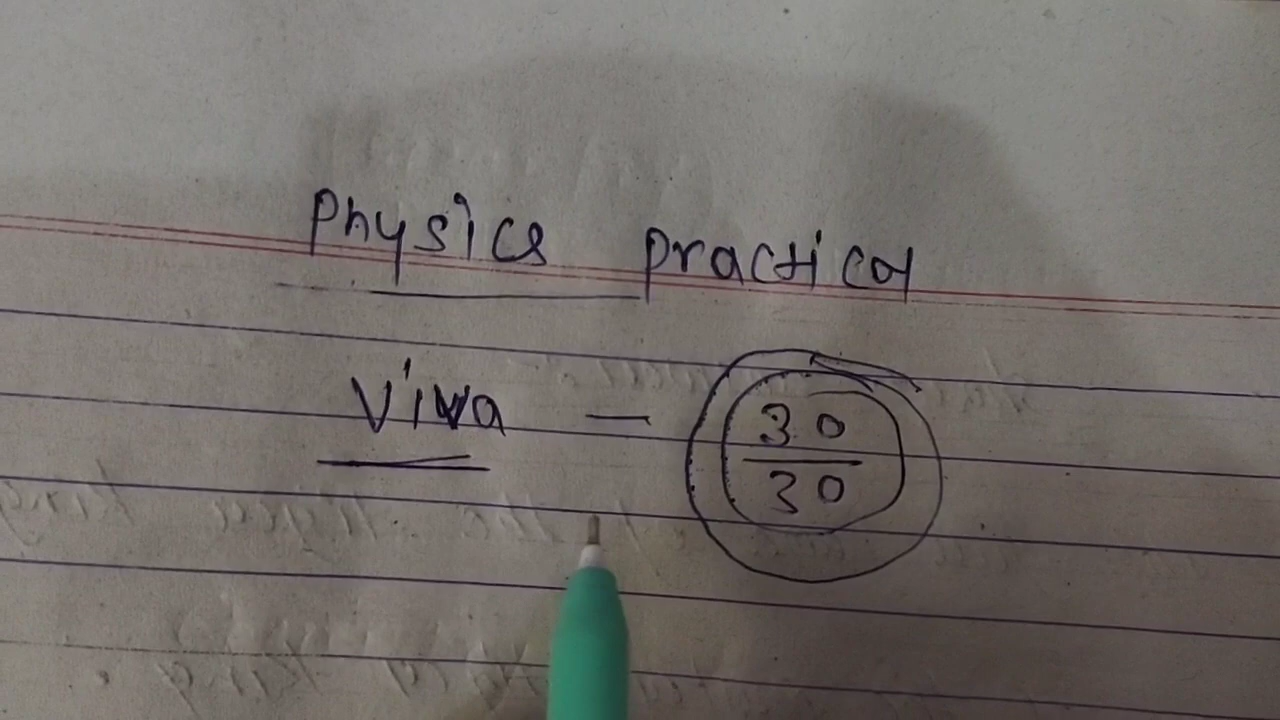 Physics Practical
Viva — 30/30